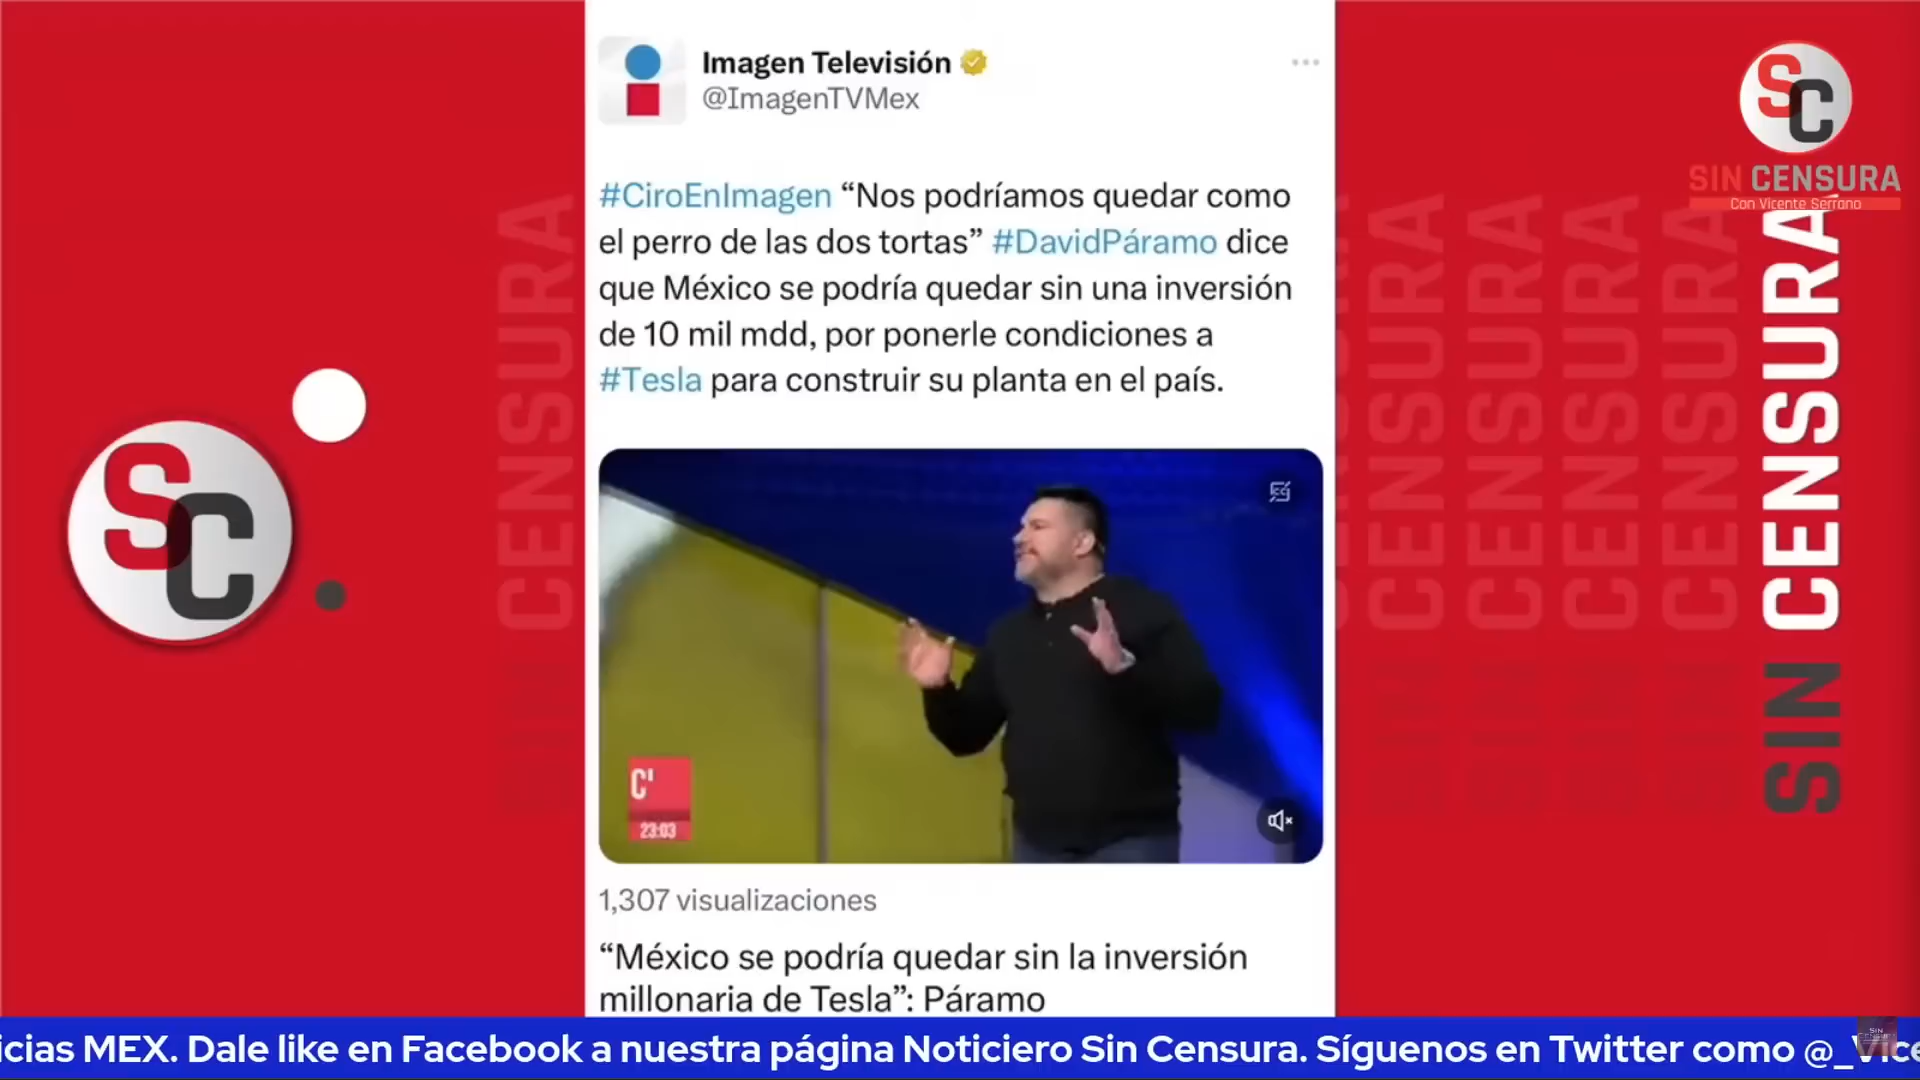 Imagen Televisión
@ImagenTVMex
#CiroEnImagen “Nos podríamos quedar como
el perro de las dos tortas” #DavidPáramo dice
que México se podría quedar sin una inversión
de 10 mil mdd, por ponerle condiciones a
#Tesla para construir su planta en el país.
C'
23:03
1,307 visualizaciones
“México se podría quedar sin la inversión
millonaria de Tesla”: Páramo
SC
SIN CENSURA
Con Vicente Serrano
SC
SIN CENSURA
SIN CENSURA
icias MEX. Dale like en Facebook a nuestra página Noticiero Sin Censura. Síguenos en Twitter como @_Vice